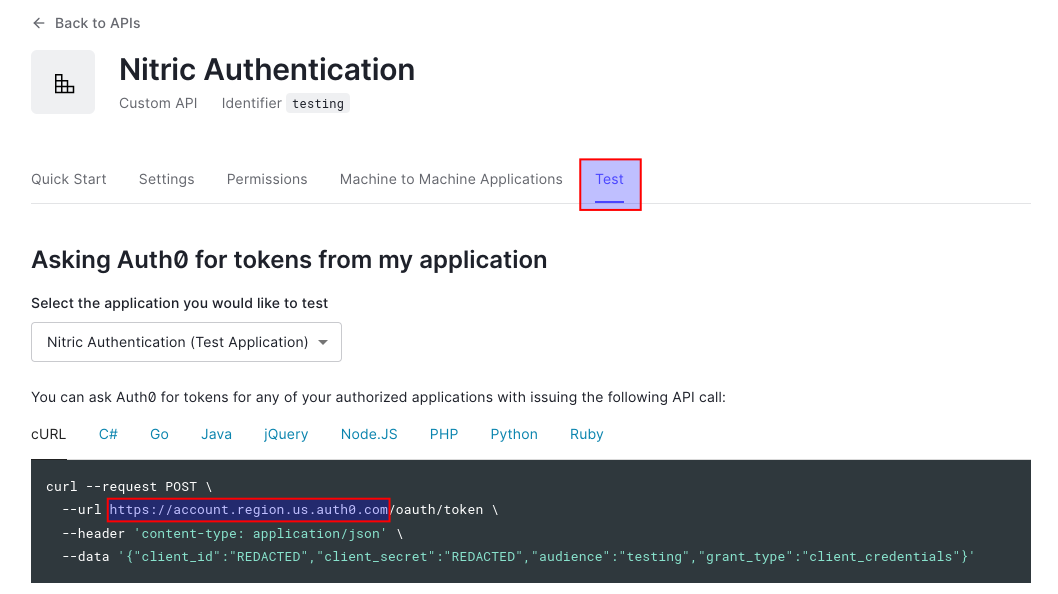 ← Back to APIs
Nitric Authentication
Custom API Identifier testing
Quick Start Settings Permissions Machine to Machine Applications Test
Asking Auth0 for tokens from my application
Select the application you would like to test
Nitric Authentication (Test Application)
You can ask Auth0 for tokens for any of your authorized applications with issuing the following API call:
cURL C# Go Java jQuery Node.JS PHP Python Ruby
curl --request POST \
--url https://account.region.us.auth0.com/oauth/token \
--header 'content-type: application/json' \
--data '{"client_id":"REDACTED","client_secret":"REDACTED","audience":"testing","grant_type":"client_credentials"}'